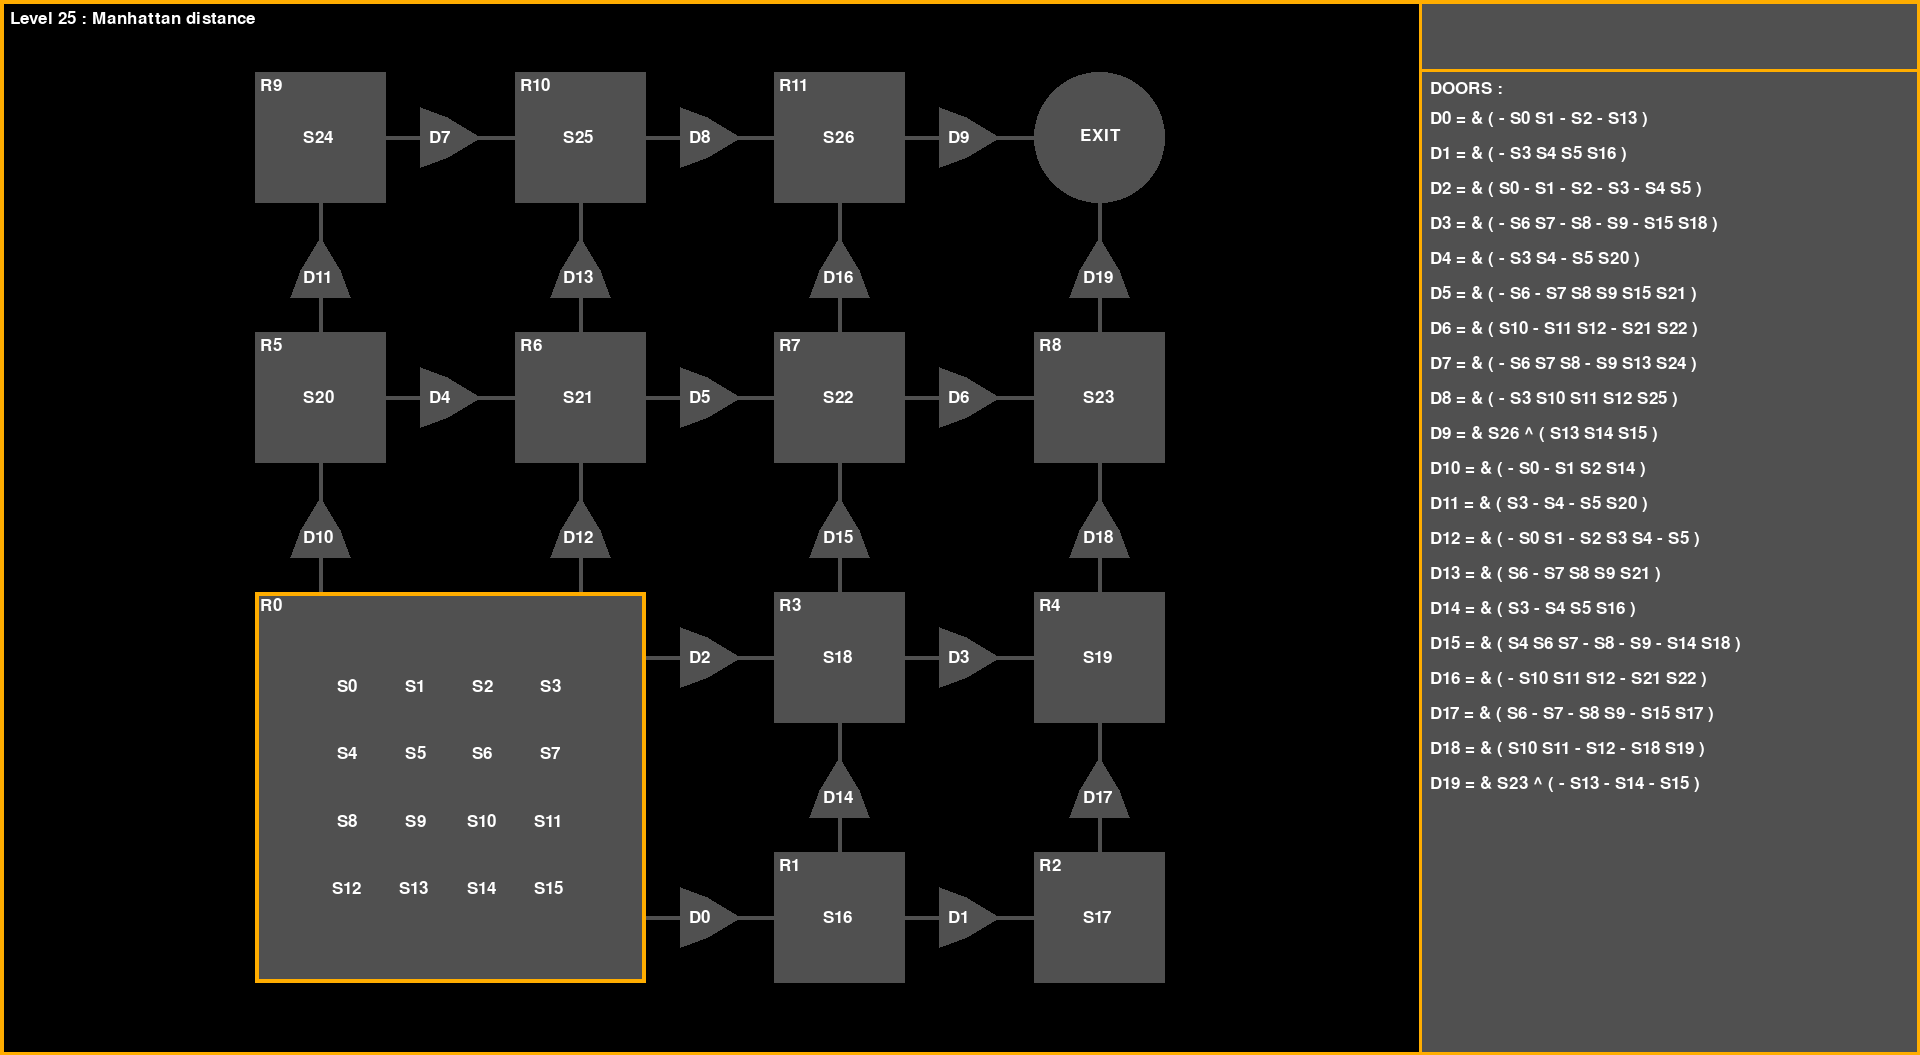 Level 25 : Manhattan distance
R9
S24
D7
R10
S25
D8
R11
S26
D9
EXIT
D11
D13
D16
D19
R5
S20
D4
R6
S21
D5
R7
S22
D6
R8
S23
D10
D12
D15
D18
R0
S0 S1 S2 S3
S4 S5 S6 S7
S8 S9 S10 S11
S12 S13 S14 S15
D2
R3
S18
D3
R4
S19
D14
D17
D0
R1
S16
D1
R2
S17
DOORS :
D0 = & ( - S0 S1 - S2 - S13 )
D1 = & ( - S3 S4 S5 S16 )
D2 = & ( S0 - S1 - S2 - S3 - S4 S5 )
D3 = & ( - S6 S7 - S8 - S9 - S15 S18 )
D4 = & ( - S3 S4 - S5 S20 )
D5 = & ( - S6 - S7 S8 S9 S15 S21 )
D6 = & ( S10 - S11 S12 - S21 S22 )
D7 = & ( - S6 S7 S8 - S9 S13 S24 )
D8 = & ( - S3 S10 S11 S12 S25 )
D9 = & S26 ^ ( S13 S14 S15 )
D10 = & ( - S0 - S1 S2 S14 )
D11 = & ( S3 - S4 - S5 S20 )
D12 = & ( - S0 S1 - S2 S3 S4 - S5 )
D13 = & ( S6 - S7 S8 S9 S21 )
D14 = & ( S3 - S4 S5 S16 )
D15 = & ( S4 S6 S7 - S8 - S9 - S14 S18 )
D16 = & ( - S10 S11 S12 - S21 S22 )
D17 = & ( S6 - S7 - S8 S9 - S15 S17 )
D18 = & ( S10 S11 - S12 - S18 S19 )
D19 = & S23 ^ ( - S13 - S14 - S15 )